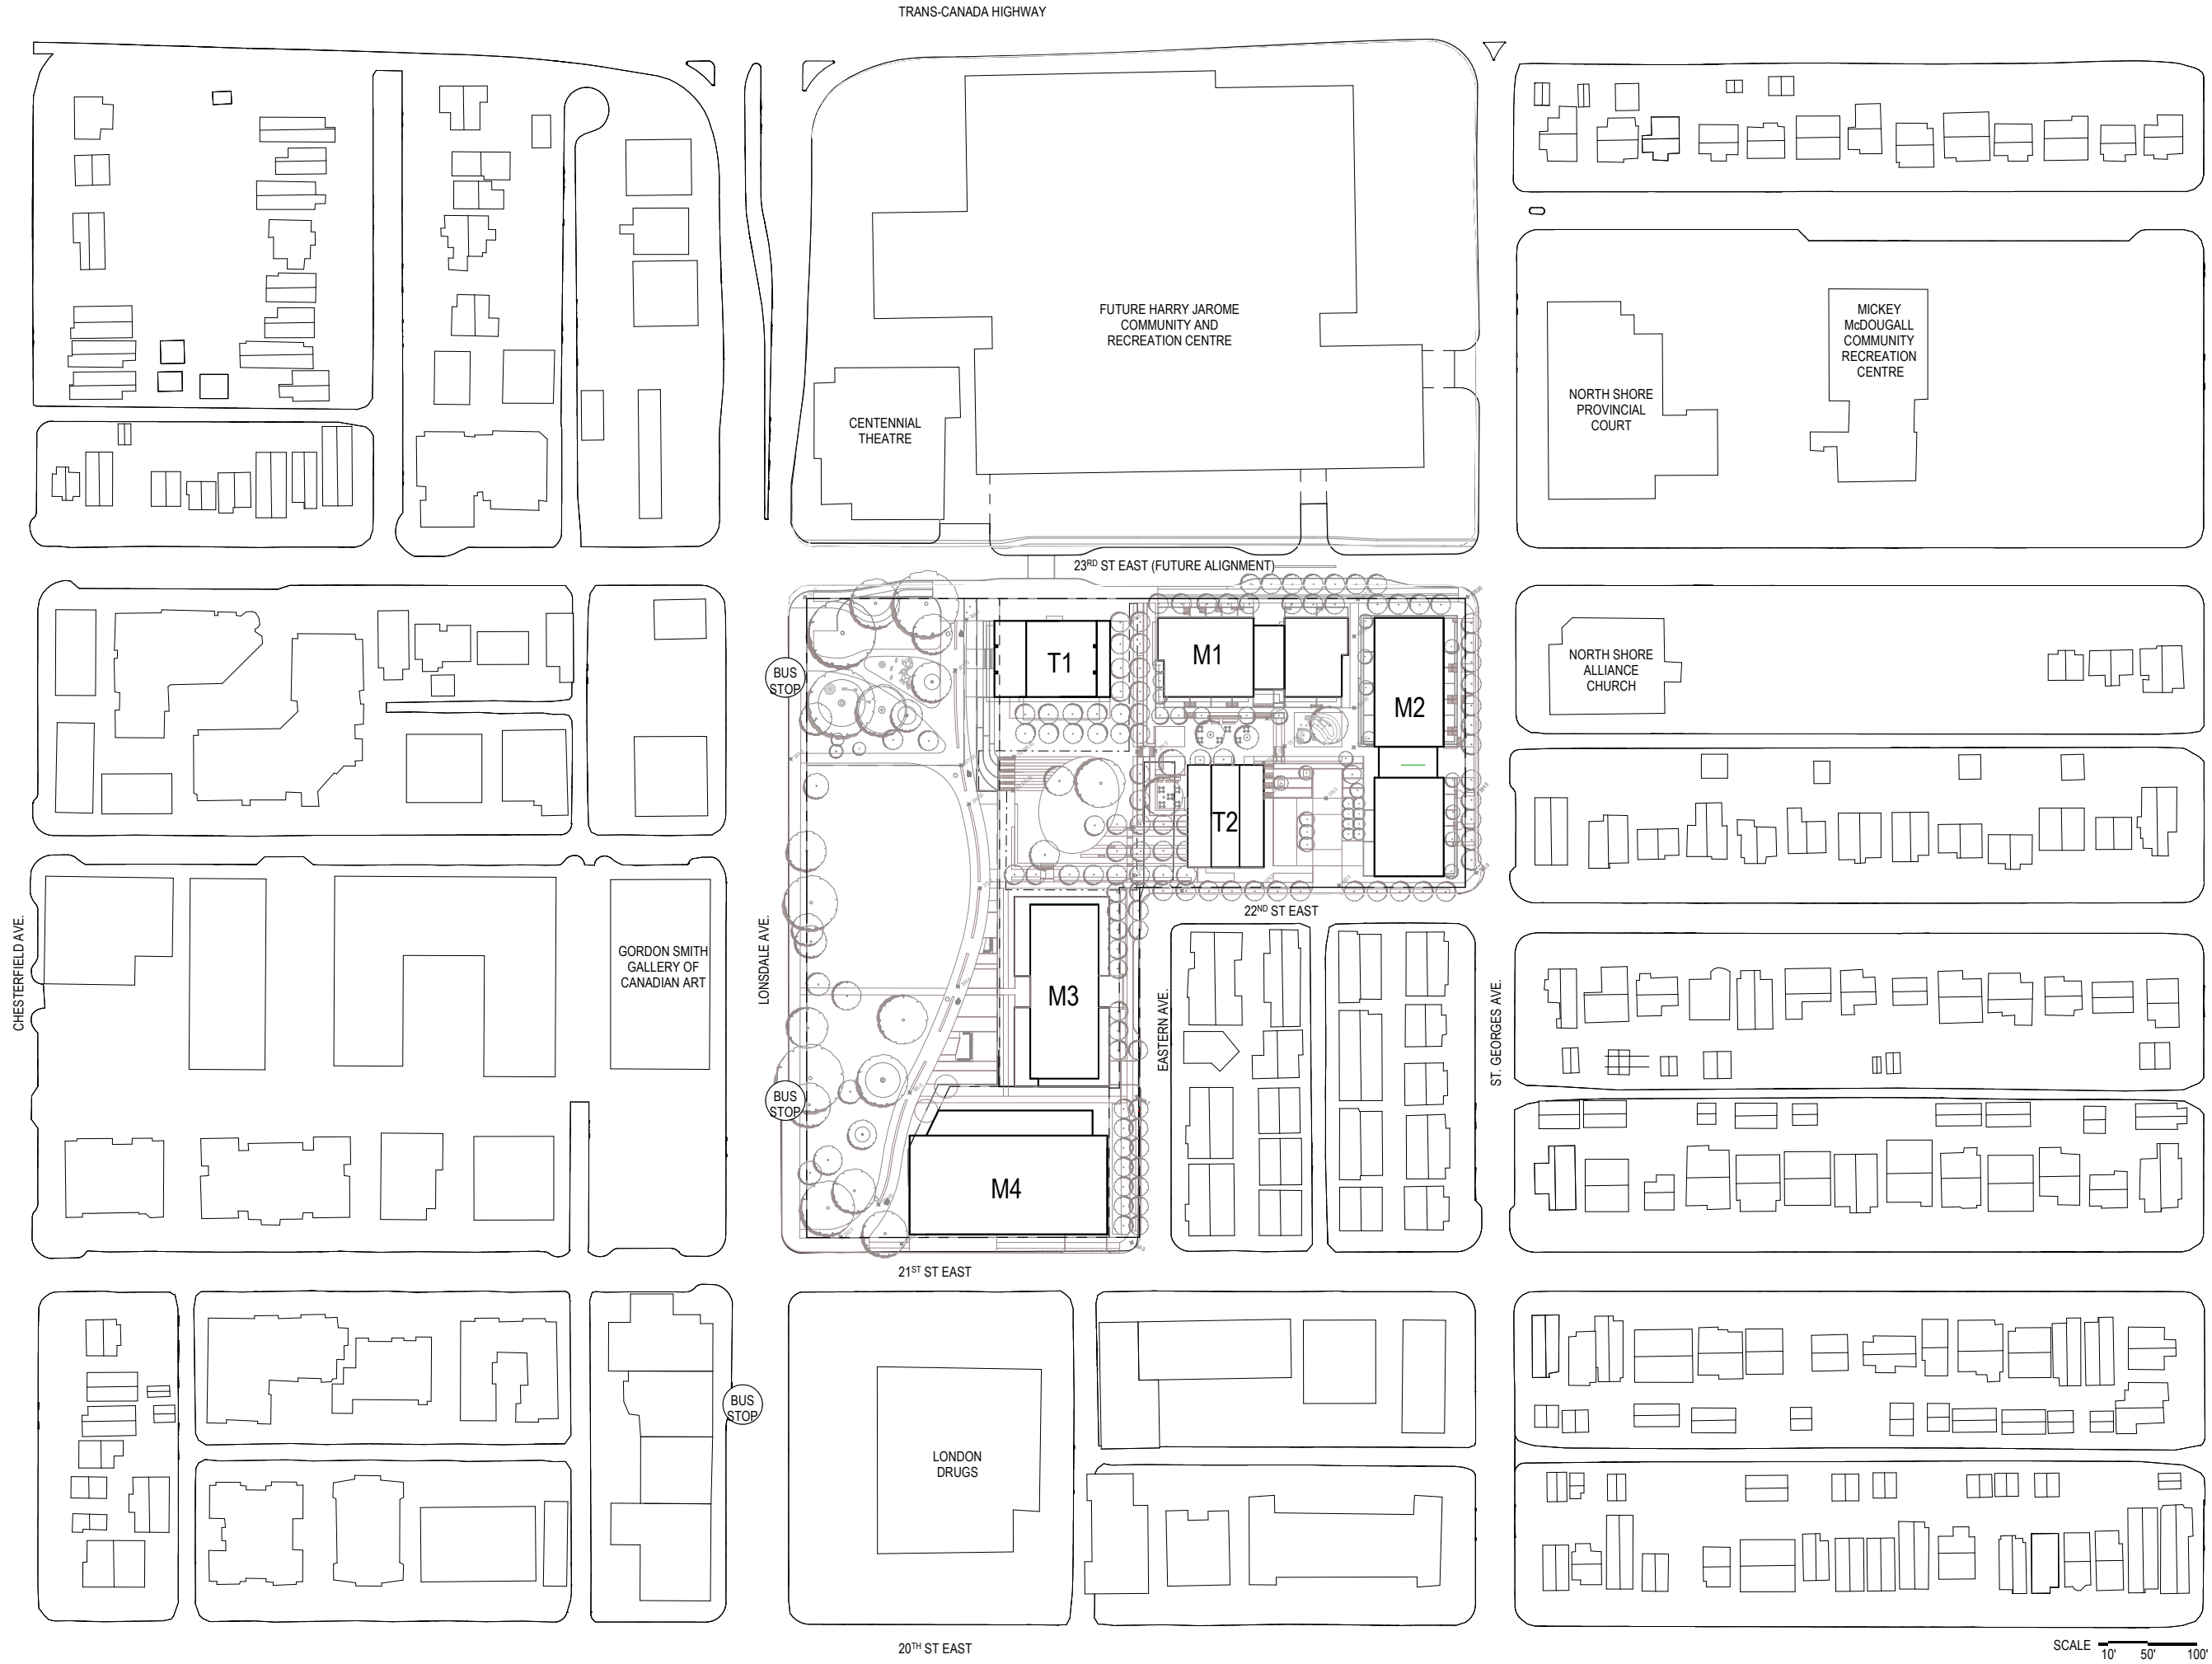 TRANS-CANADA HIGHWAY
FUTURE HARRY JAROME
COMMUNITY AND
RECREATION CENTRE
MICKEY
McDOUGALL
COMMUNITY
RECREATION
CENTRE
NORTH SHORE
PROVINCIAL
COURT
CENTENNIAL
THEATRE
23RD ST EAST (FUTURE ALIGNMENT)
BUS
STOP
T1
M1
M2
NORTH SHORE
ALLIANCE
CHURCH
T2
22ND ST EAST
CHESTERFIELD AVE.
GORDON SMITH
GALLERY OF
CANADIAN ART
LONSDALE AVE.
M3
EASTERN AVE.
ST. GEORGES AVE.
BUS
STOP
M4
21ST ST EAST
BUS
STOP
LONDON
DRUGS
20TH ST EAST
SCALE
10' 50' 100'